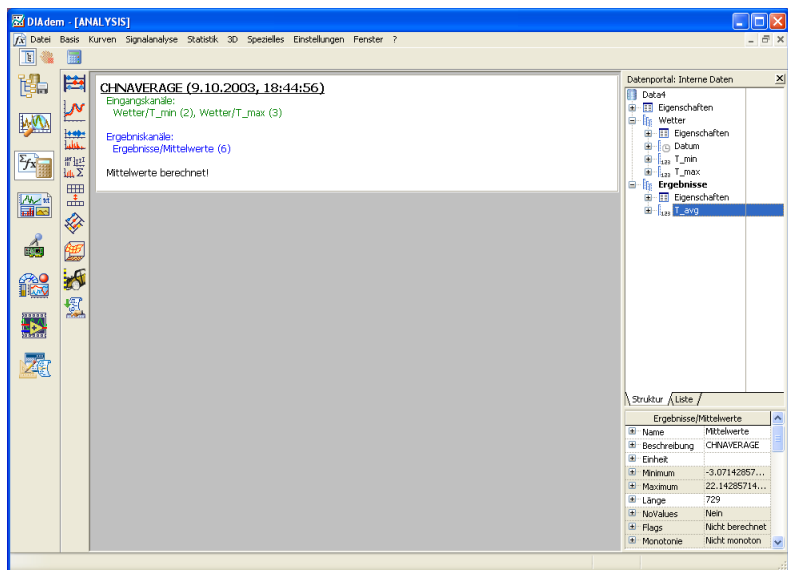 DIAdem - [ANALYSIS]
Datei Basis Kurven Signalanalyse Statistik 3D Spezielles Einstellungen Fenster ?
CHNAVERAGE (9.10.2003, 18:44:56)
Eingangskanäle:
Wetter/T_min (2), Wetter/T_max (3)
Ergebniskanäle:
Ergebnisse/Mittelwerte (6)
Mittelwerte berechnet!
Datenportal: Interne Daten
Data4
Eigenschaften
Wetter
Eigenschaften
Datum
T_min
T_max
Ergebnisse
Eigenschaften
T_avg
Struktur Liste
Ergebnisse/Mittelwerte
Name Mittelwerte
Beschreibung CHNAVERAGE
Einheit
Minimum -3.07142857...
Maximum 22.14285714...
Länge 729
NoValues Nein
Flags Nicht berechnet
Monotonie Nicht monoton